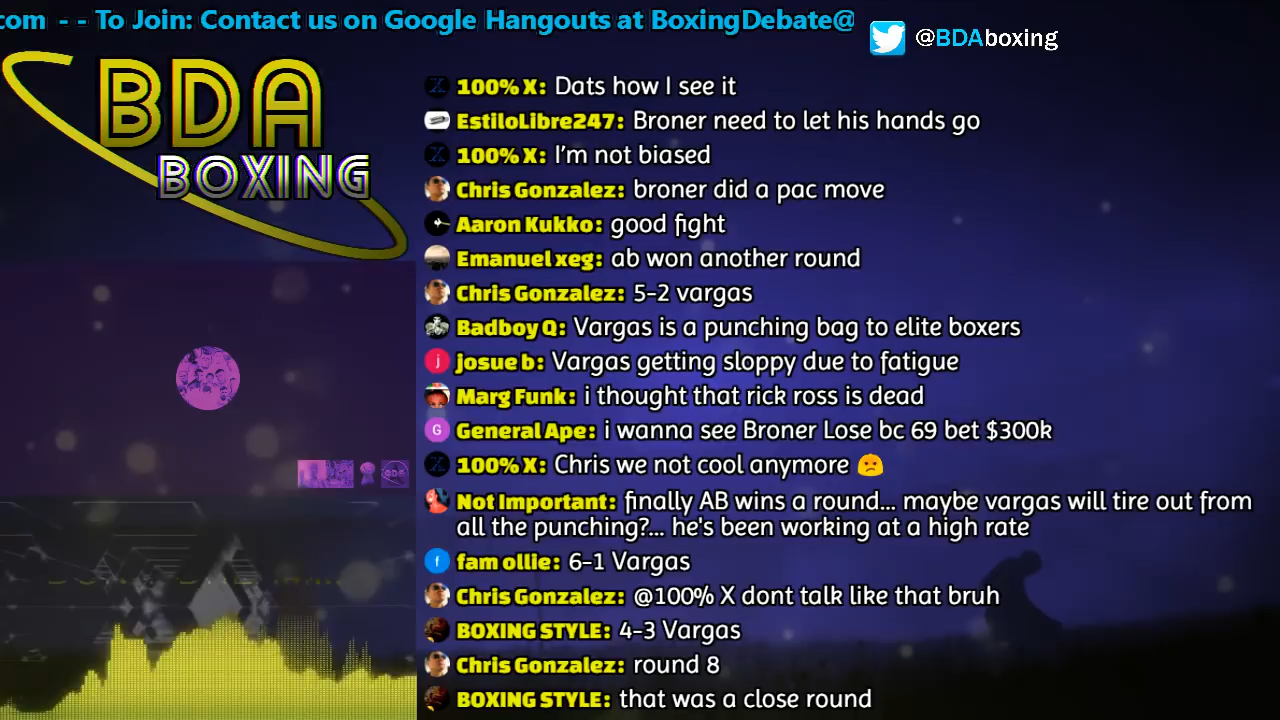 com - - To Join: Contact us on Google Hangouts at BoxingDebate@
@BDAboxing
BDA
BOXING
100% X: Dats how I see it
EstiloLibre247: Broner need to let his hands go
100% X: I'm not biased
Chris Gonzalez: broner did a pac move
Aaron Kukko: good fight
Emanuel xeg: ab won another round
Chris Gonzalez: 5-2 vargas
Badboy Q: Vargas is a punching bag to elite boxers
j josue b: Vargas getting sloppy due to fatigue
Marg Funk: i thought that rick ross is dead
G General Ape: i wanna see Broner Lose bc 69 bet $300k
100% X: Chris we not cool anymore 😕
Not Important: finally AB wins a round... maybe vargas will tire out from
all the punching?... he's been working at a high rate
f fam ollie: 6-1 Vargas
Chris Gonzalez: @100% X dont talk like that bruh
BOXING STYLE: 4-3 Vargas
Chris Gonzalez: round 8
BOXING STYLE: that was a close round